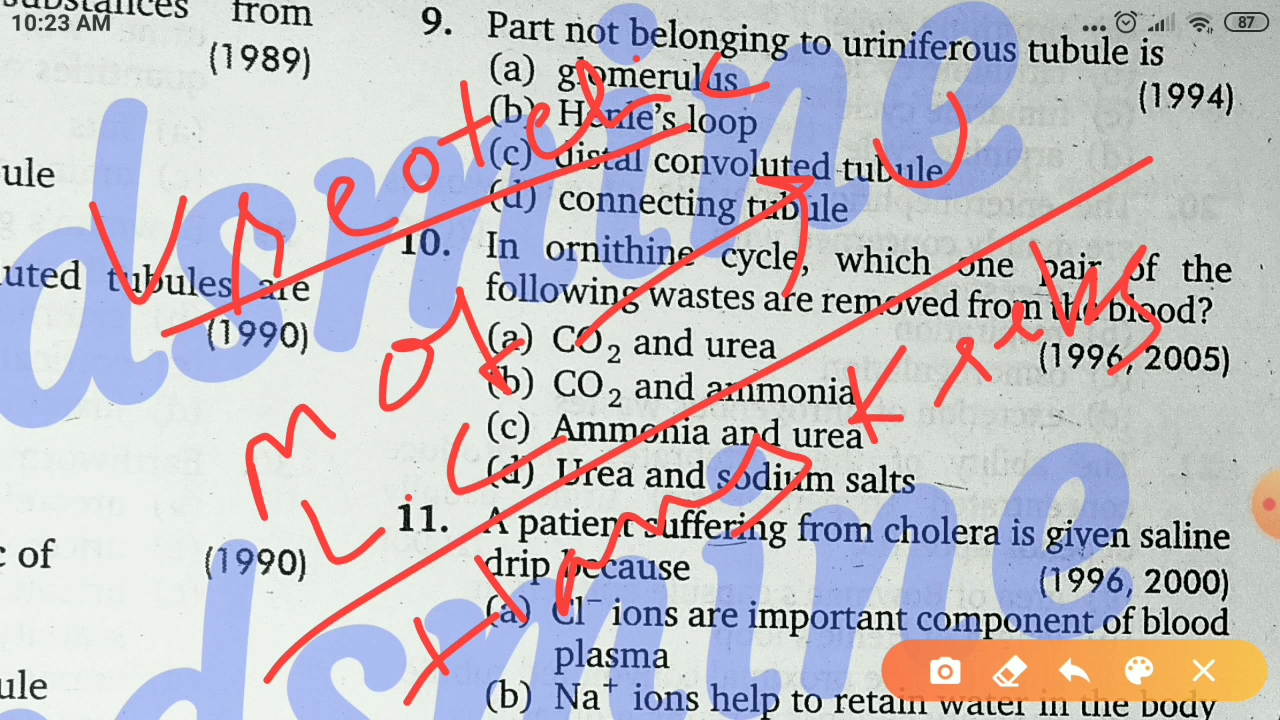 substances from
10:23 AM
87
(1989)
ule
uted tubules are
(1990)
c of
(1990)
ule
9. Part not belonging to uriniferous tubule is
(1994)
(a) glomerulus
(b) Henle's loop
(c) distal convoluted tubule
(d) connecting tubule
10. In ornithine cycle, which one pair of the
following wastes are removed from the blood?
(1996, 2005)
(a) CO₂ and urea
(b) CO₂ and ammonia
(c) Ammonia and urea
(d) Urea and sodium salts
11. A patient suffering from cholera is given saline
drip because
(1996, 2000)
(a) Cl⁻ ions are important component of blood
plasma
(b) Na⁺ ions help to retain water in the body
dsmine
dsmine